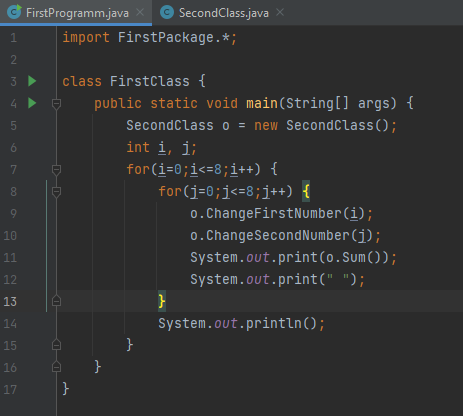 FirstProgramm.java × SecondClass.java ×
1 import FirstPackage.*;
2
3 class FirstClass {
4 public static void main(String[] args) {
5 SecondClass o = new SecondClass();
6 int i, j;
7 for(i=0;i<=8;i++) {
8 for(j=0;j<=8;j++) {
9 o.ChangeFirstNumber(i);
10 o.ChangeSecondNumber(j);
11 System.out.print(o.Sum());
12 System.out.print(" ");
13 }
14 System.out.println();
15 }
16 }
17 }